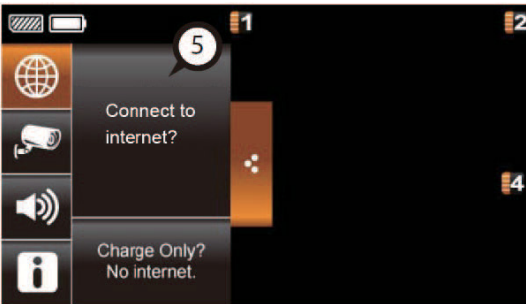 1
2
5
Connect to
internet?
4
Charge Only?
No internet.
i